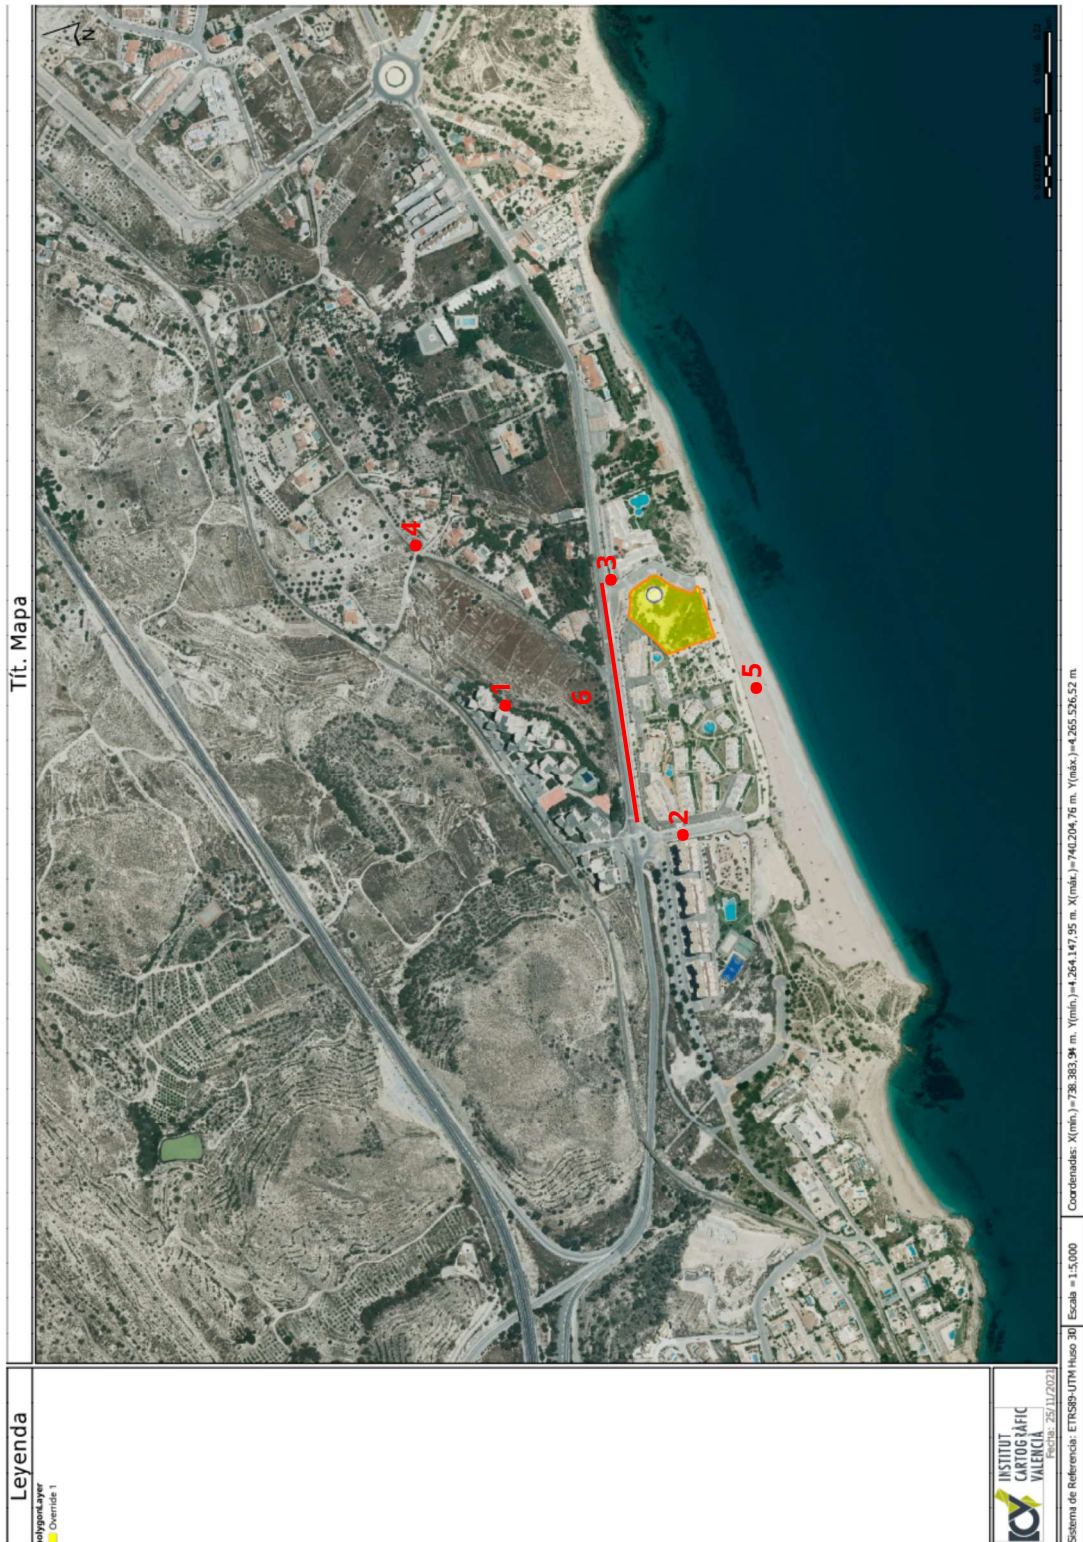 Tít. Mapa
N
1
2
3
4
5
6
Leyenda
polygonLayer
Override 1
ICV
INSTITUT
CARTOGRÀFIC
VALENCIÀ
Fecha: 25/11/2021
Sistema de Referencia: ETRS89-UTM Huso 30
Escala = 1:5,000
Coordenadas: X(mín.)=738.383,94 m. Y(mín.)=4.264.147,95 m. X(máx.)=740.204,76 m. Y(máx.)=4.265.526,52 m.